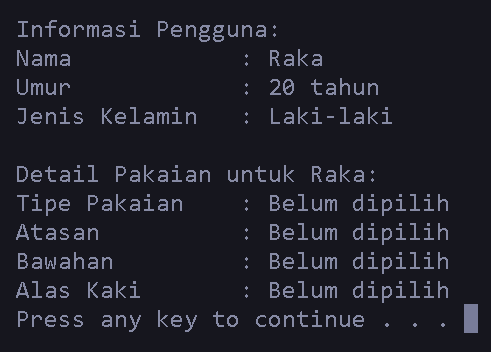 Informasi Pengguna:
Nama            : Raka
Umur            : 20 tahun
Jenis Kelamin   : Laki-laki

Detail Pakaian untuk Raka:
Tipe Pakaian    : Belum dipilih
Atasan          : Belum dipilih
Bawahan         : Belum dipilih
Alas Kaki       : Belum dipilih
Press any key to continue . . .